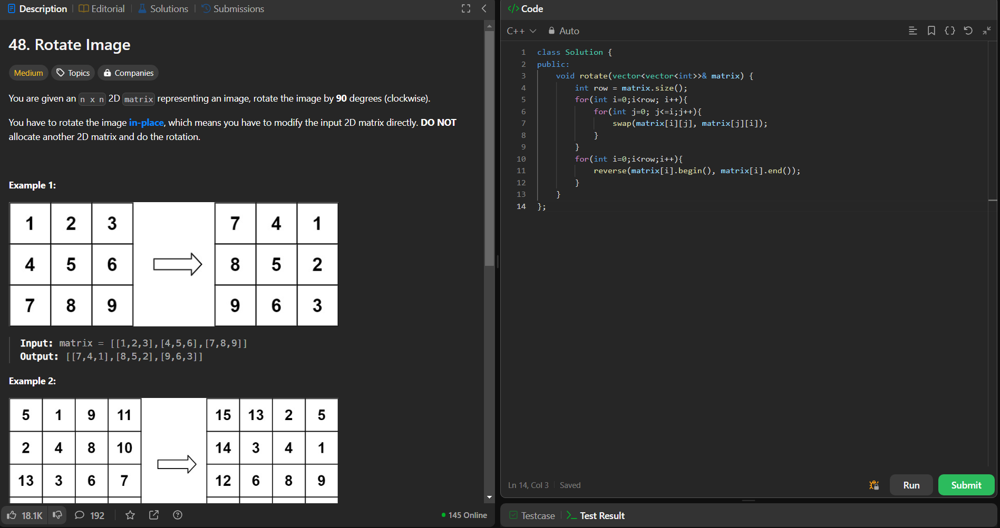 Description | Editorial | Solutions | Submissions
48. Rotate Image
Medium Topics Companies
You are given an n x n 2D matrix representing an image, rotate the image by 90 degrees (clockwise).
You have to rotate the image in-place, which means you have to modify the input 2D matrix directly. DO NOT
allocate another 2D matrix and do the rotation.
Example 1:
1 2 3 7 4 1
4 5 6 8 5 2
7 8 9 9 6 3
Input: matrix = [[1,2,3],[4,5,6],[7,8,9]]
Output: [[7,4,1],[8,5,2],[9,6,3]]
Example 2:
5 1 9 11 15 13 2 5
2 4 8 10 14 3 4 1
13 3 6 7 12 6 8 9
18.1K 192 145 Online
</> Code
C++ Auto
1 class Solution {
2 public:
3     void rotate(vector<vector<int>>& matrix) {
4         int row = matrix.size();
5         for(int i=0;i<row; i++){
6             for(int j=0; j<=i;j++){
7                 swap(matrix[i][j], matrix[j][i]);
8             }
9         }
10         for(int i=0;i<row;i++){
11             reverse(matrix[i].begin(), matrix[i].end());
12         }
13     }
14 };
Ln 14, Col 3 | Saved
Run Submit
Testcase | >_ Test Result